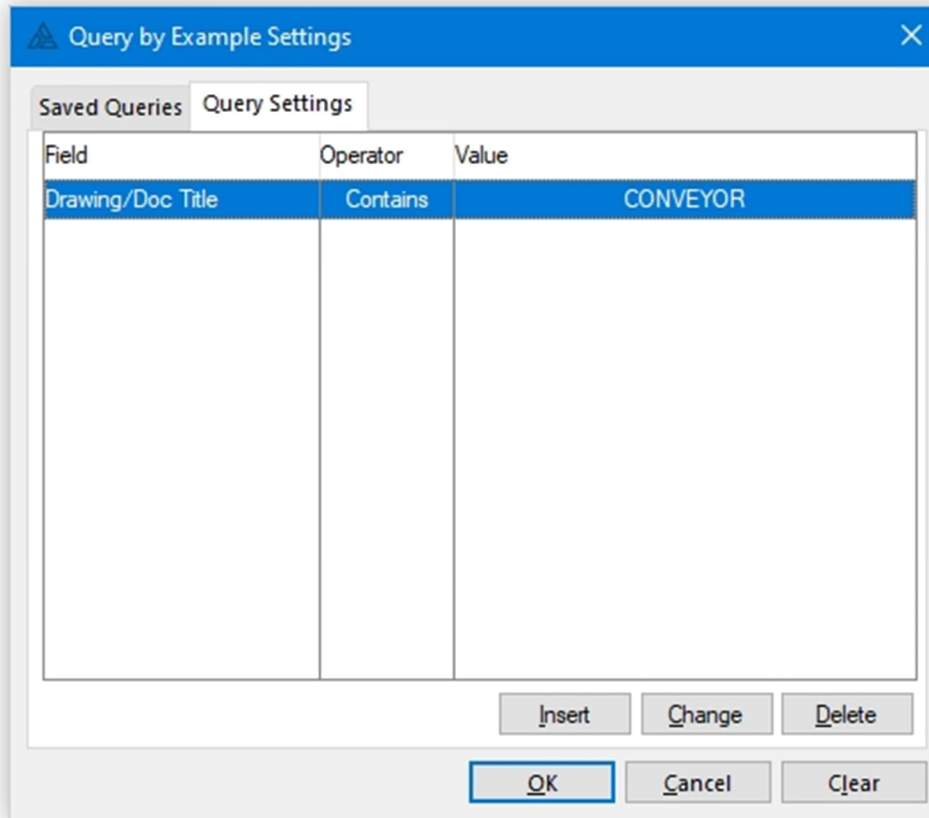 Query by Example Settings
Saved Queries Query Settings
Field Operator Value
Drawing/Doc Title Contains CONVEYOR
Insert Change Delete
OK Cancel Clear